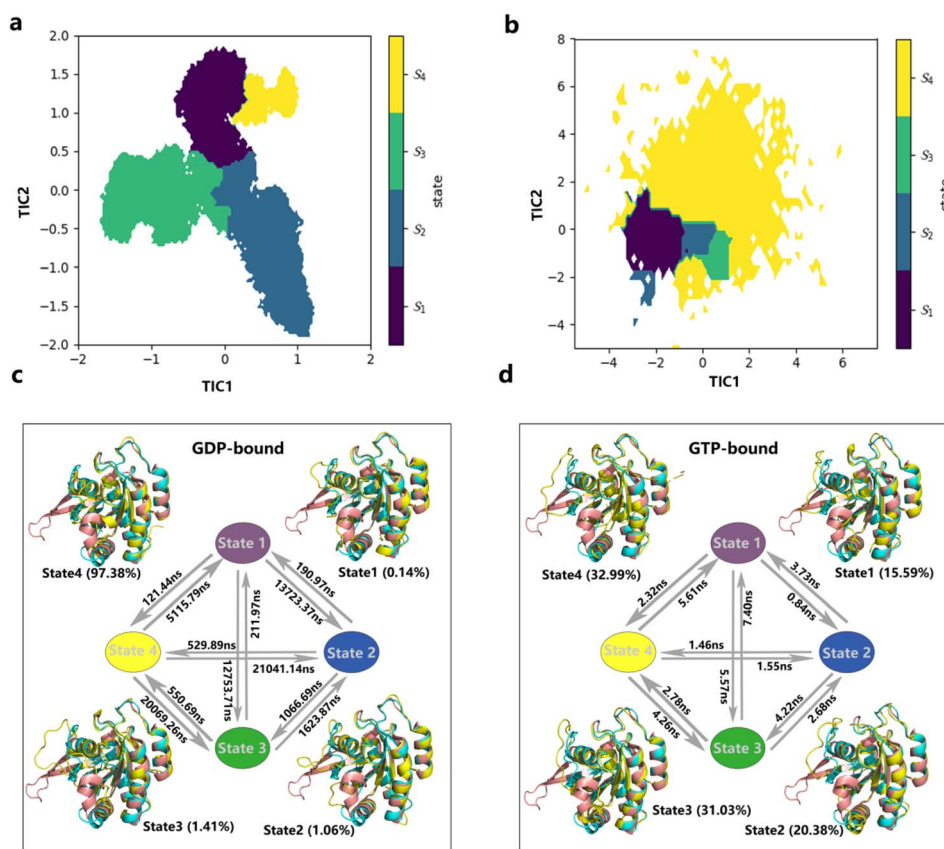 a
2.0
1.5
1.0
0.5
0.0
−0.5
−1.0
−1.5
−2.0
−2
−1
0
1
2
TIC2
TIC1
S4
S3
S2
S1
state
b
8
6
4
2
0
−2
−4
−4
−2
0
2
4
6
TIC2
TIC1
S4
S3
S2
S1
state
c
GDP-bound
State 1
State4 (97.38%)
State1 (0.14%)
121.44ns
5115.79ns
190.97ns
13723.37ns
211.97ns
12753.71ns
529.89ns
21041.14ns
State 4
State 2
550.69ns
20069.26ns
1066.69ns
1623.87ns
State 3
State3 (1.41%)
State2 (1.06%)
d
GTP-bound
State 1
State4 (32.99%)
State1 (15.59%)
2.32ns
5.61ns
3.73ns
0.84ns
7.40ns
5.57ns
1.46ns
1.55ns
State 4
State 2
2.78ns
4.26ns
4.22ns
2.68ns
State 3
State3 (31.03%)
State2 (20.38%)